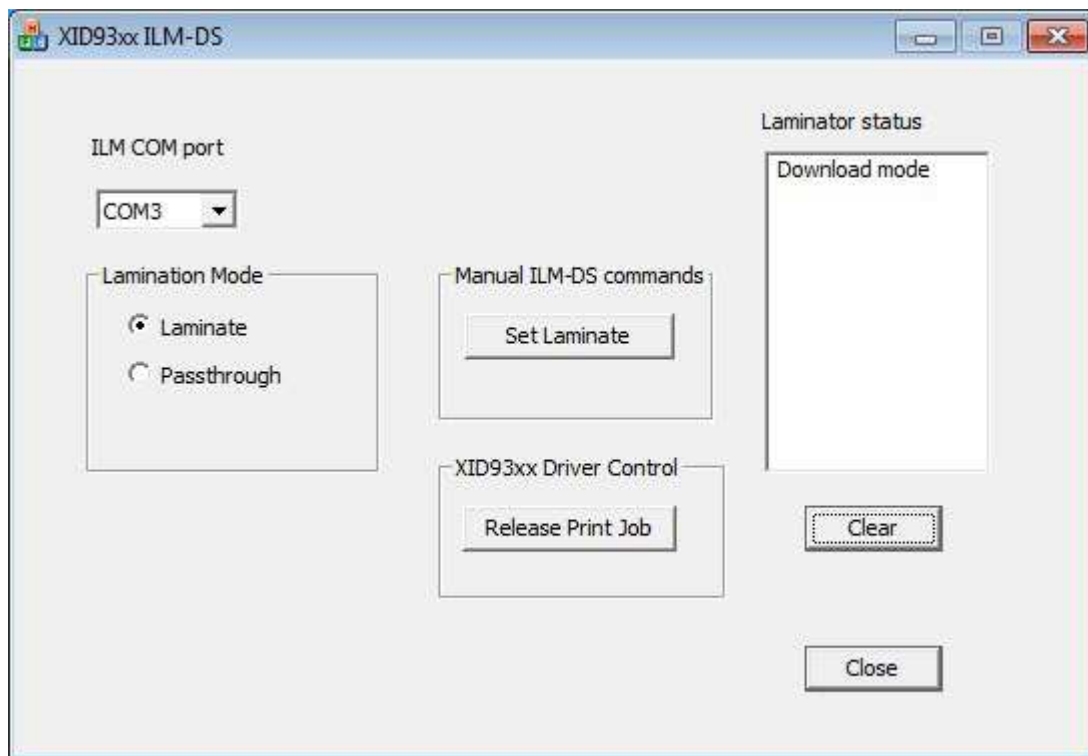 XID93xx ILM-DS
ILM COM port
COM3
Lamination Mode
Laminate
Passthrough
Manual ILM-DS commands
Set Laminate
XID93xx Driver Control
Release Print Job
Laminator status
Download mode
Clear
Close